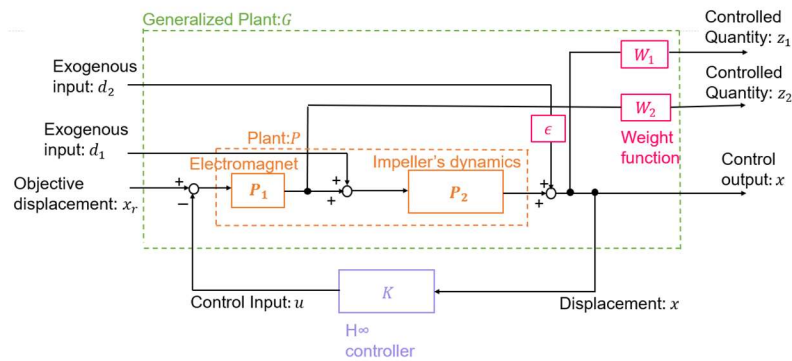 Generalized Plant:G
Controlled
Quantity: z₁
W₁
Exogenous
input: d₂
Controlled
Quantity: z₂
W₂
ϵ
Weight
function
Exogenous
input: d₁
Plant:P
Electromagnet
Impeller's dynamics
Objective
displacement: xᵣ
+
−
P₁
+
+
P₂
+
+
Control
output: x
K
Control Input: u
Displacement: x
H∞
controller